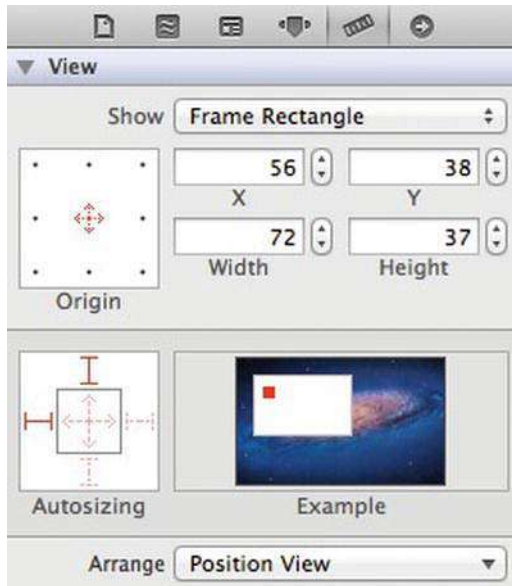 View
Show Frame Rectangle
56 38
X Y
72 37
Width Height
Origin
Autosizing Example
Arrange Position View